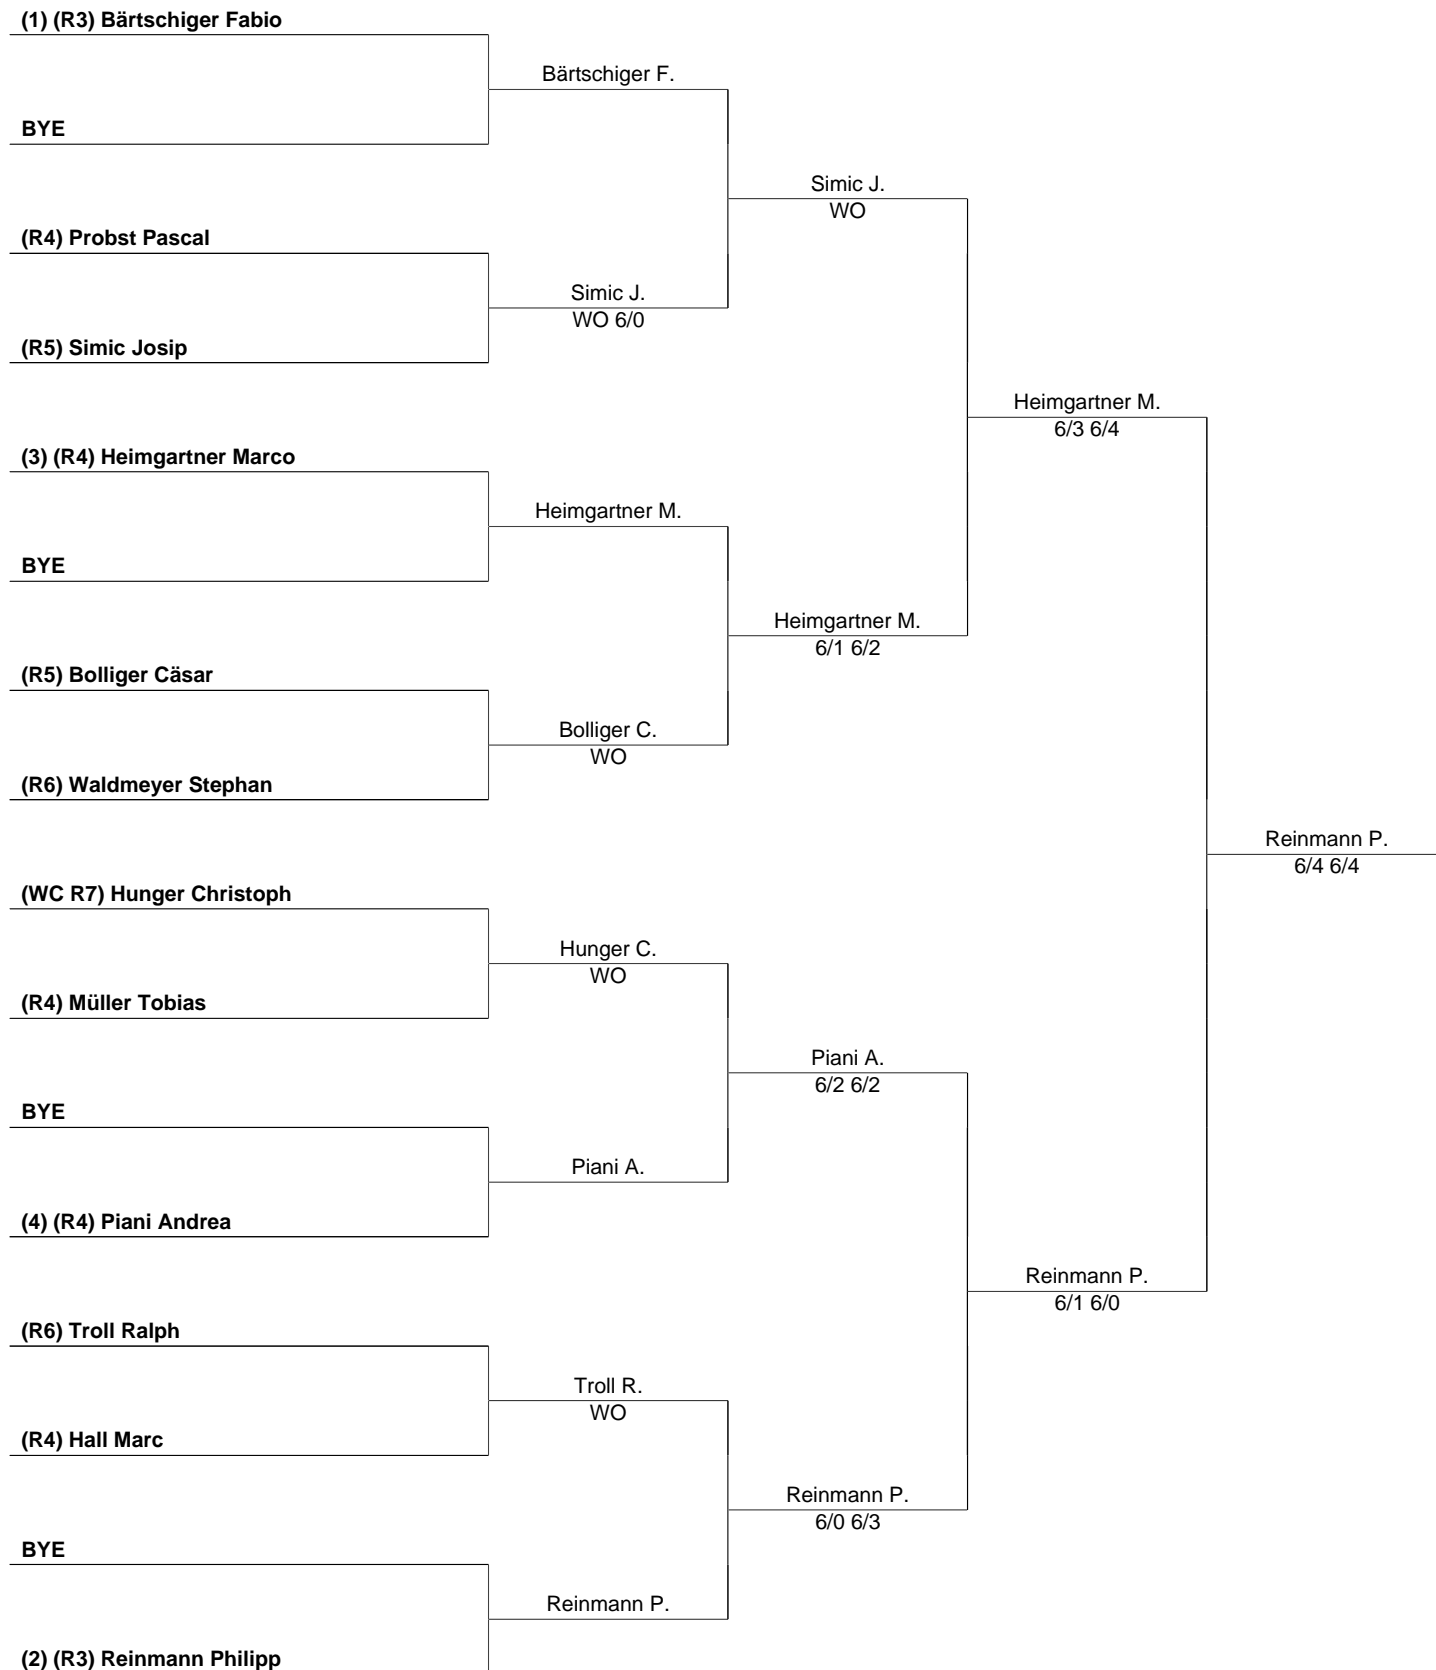 (1) (R3) Bärtschiger Fabio
Bärtschiger F.
BYE
Simic J.
WO
(R4) Probst Pascal
Simic J.
WO 6/0
(R5) Simic Josip
Heimgartner M.
6/3 6/4
(3) (R4) Heimgartner Marco
Heimgartner M.
BYE
Heimgartner M.
6/1 6/2
(R5) Bolliger Cäsar
Bolliger C.
WO
(R6) Waldmeyer Stephan
Reinmann P.
6/4 6/4
(WC R7) Hunger Christoph
Hunger C.
WO
(R4) Müller Tobias
Piani A.
6/2 6/2
BYE
Piani A.
(4) (R4) Piani Andrea
Reinmann P.
6/1 6/0
(R6) Troll Ralph
Troll R.
WO
(R4) Hall Marc
Reinmann P.
6/0 6/3
BYE
Reinmann P.
(2) (R3) Reinmann Philipp